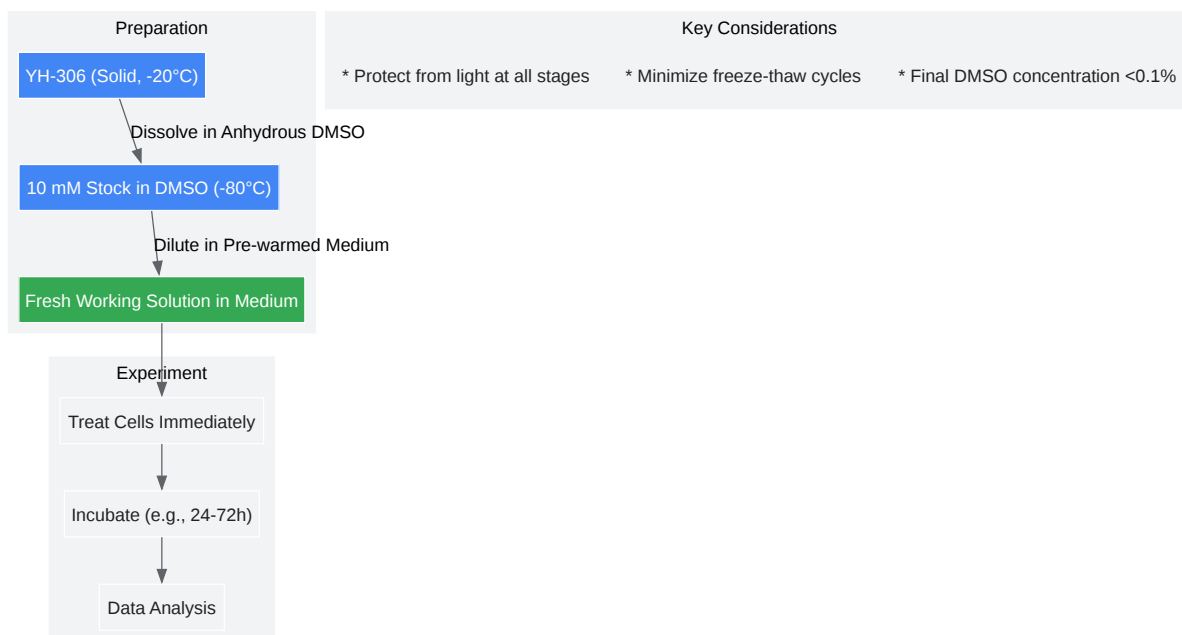 Preparation
YH-306 (Solid, -20°C)
Dissolve in Anhydrous DMSO
10 mM Stock in DMSO (-80°C)
Dilute in Pre-warmed Medium
Fresh Working Solution in Medium
Key Considerations
* Protect from light at all stages
* Minimize freeze-thaw cycles
* Final DMSO concentration <0.1%
Experiment
Treat Cells Immediately
Incubate (e.g., 24-72h)
Data Analysis